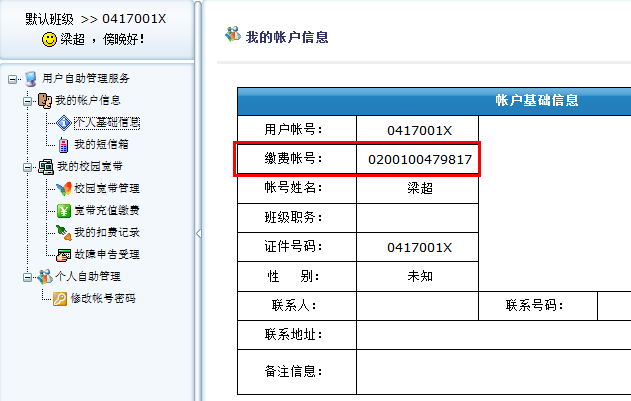 默认班级 >> 0417001X
梁超 ，傍晚好！
用户自助管理服务
我的帐户信息
个人基础信息
我的短信箱
我的校园宽带
校园宽带管理
宽带充值缴费
我的扣费记录
故障申告受理
个人自助管理
修改帐号密码
我的帐户信息
帐户基础信息
用户帐号： 0417001X
缴费帐号： 0200100479817
帐号姓名： 梁超
班级职务：
证件号码： 0417001X
性 别： 未知
联系人： 联系号码：
联系地址：
备注信息：